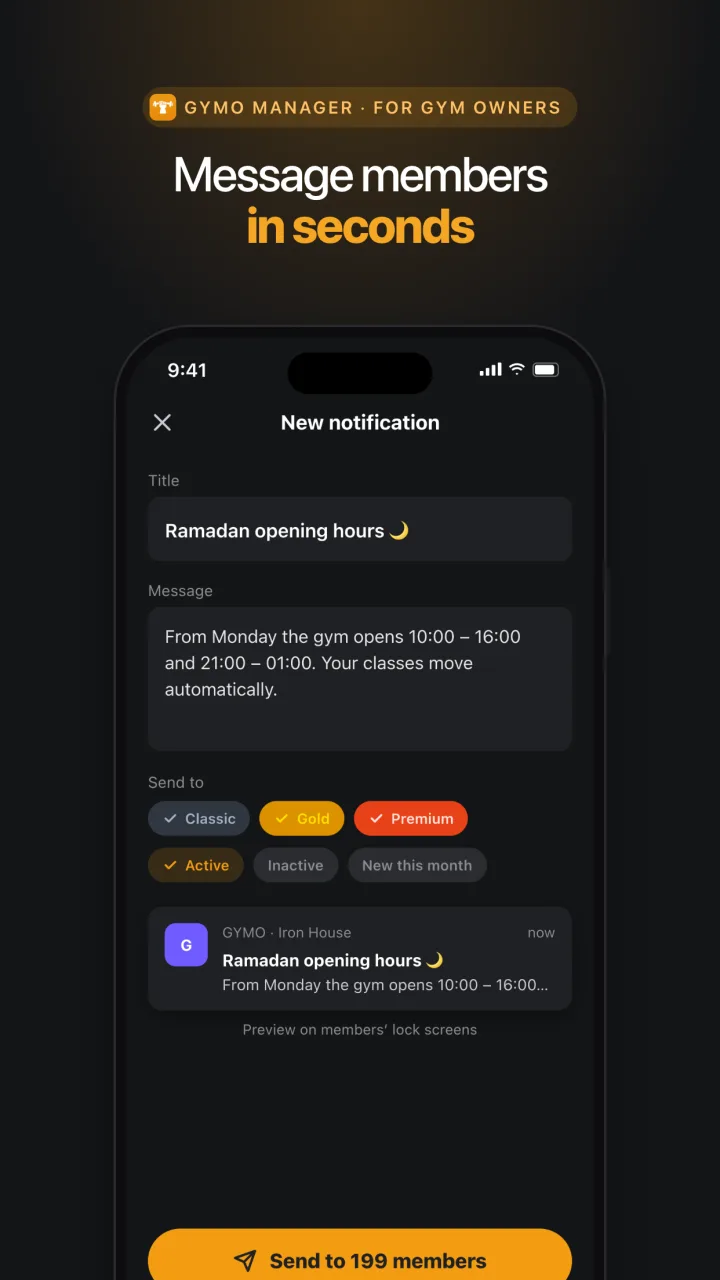 GYMO MANAGER · FOR GYM OWNERS
Message members
in seconds
9:41
New notification
Title
Ramadan opening hours 🌙
Message
From Monday the gym opens 10:00 – 16:00
and 21:00 – 01:00. Your classes move
automatically.
Send to
Classic
Gold
Premium
Active
Inactive
New this month
G
GYMO · Iron House
now
Ramadan opening hours 🌙
From Monday the gym opens 10:00 – 16:00...
Preview on members’ lock screens
Send to 199 members